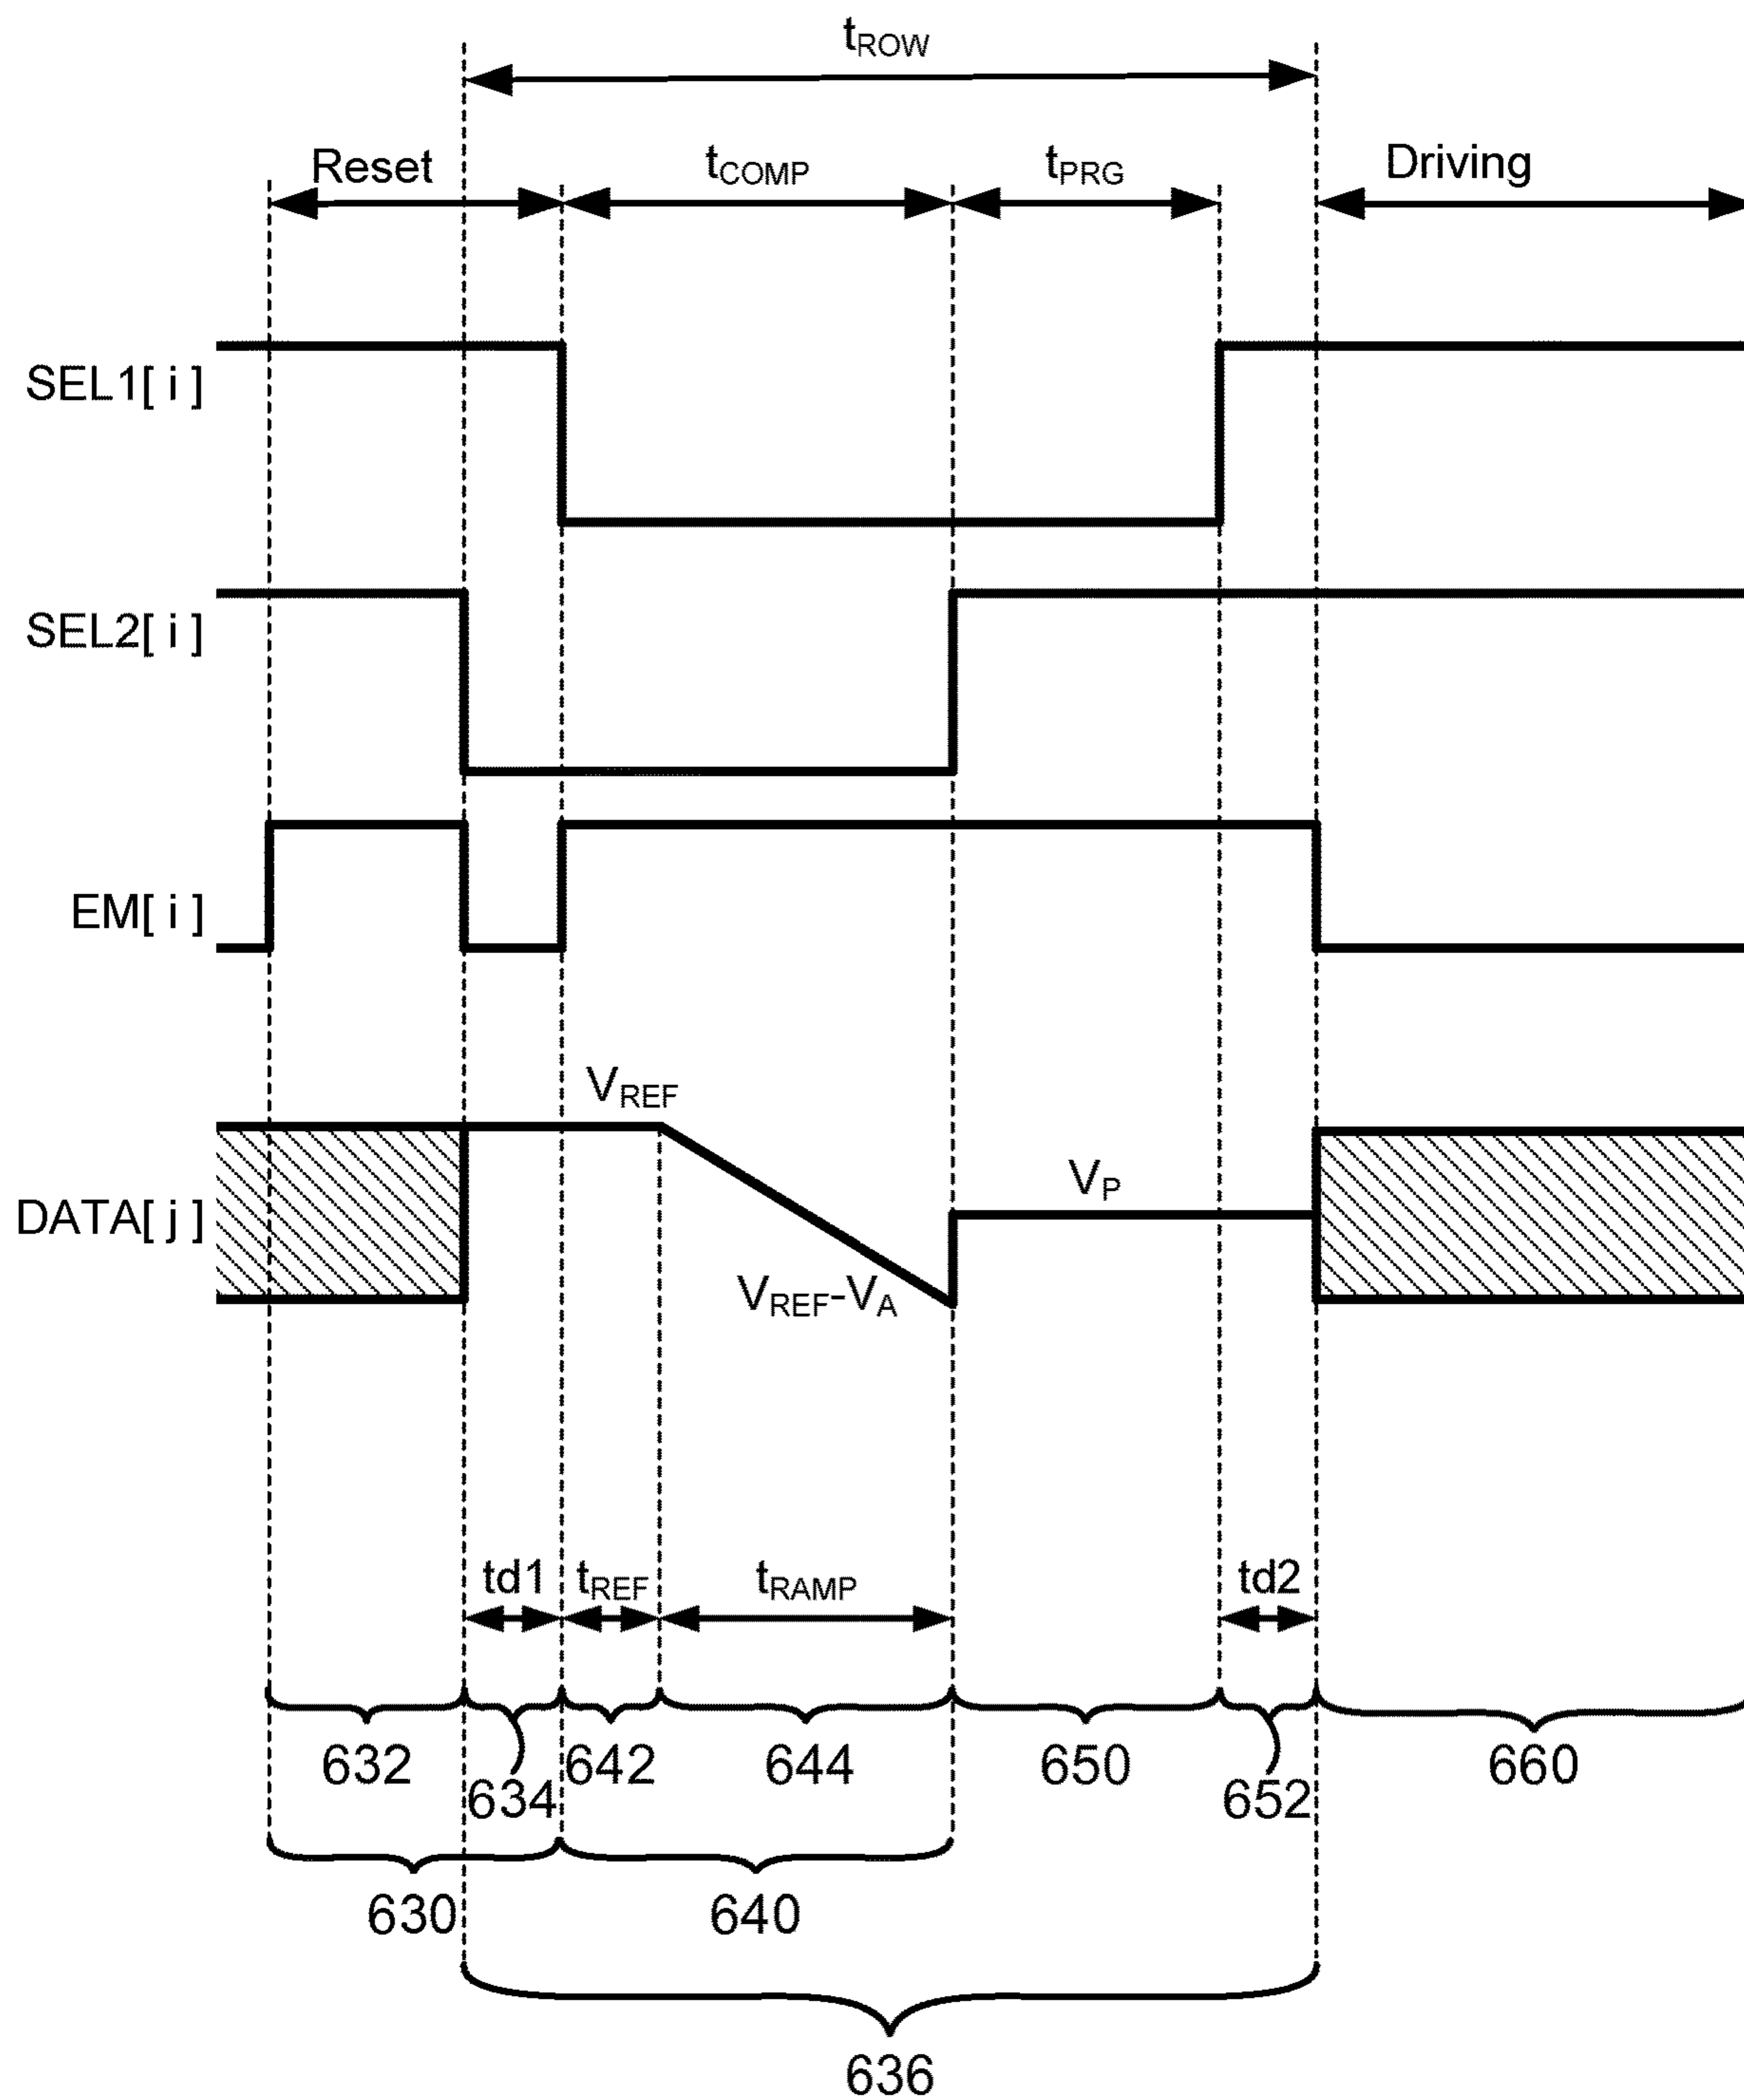 tROW
Reset
tCOMP
tPRG
Driving
SEL1[ i ]
SEL2[ i ]
EM[ i ]
VREF
VP
DATA[ j ]
VREF-VA
td1
tREF
tRAMP
td2
632
642
644
650
660
634
652
630
640
636